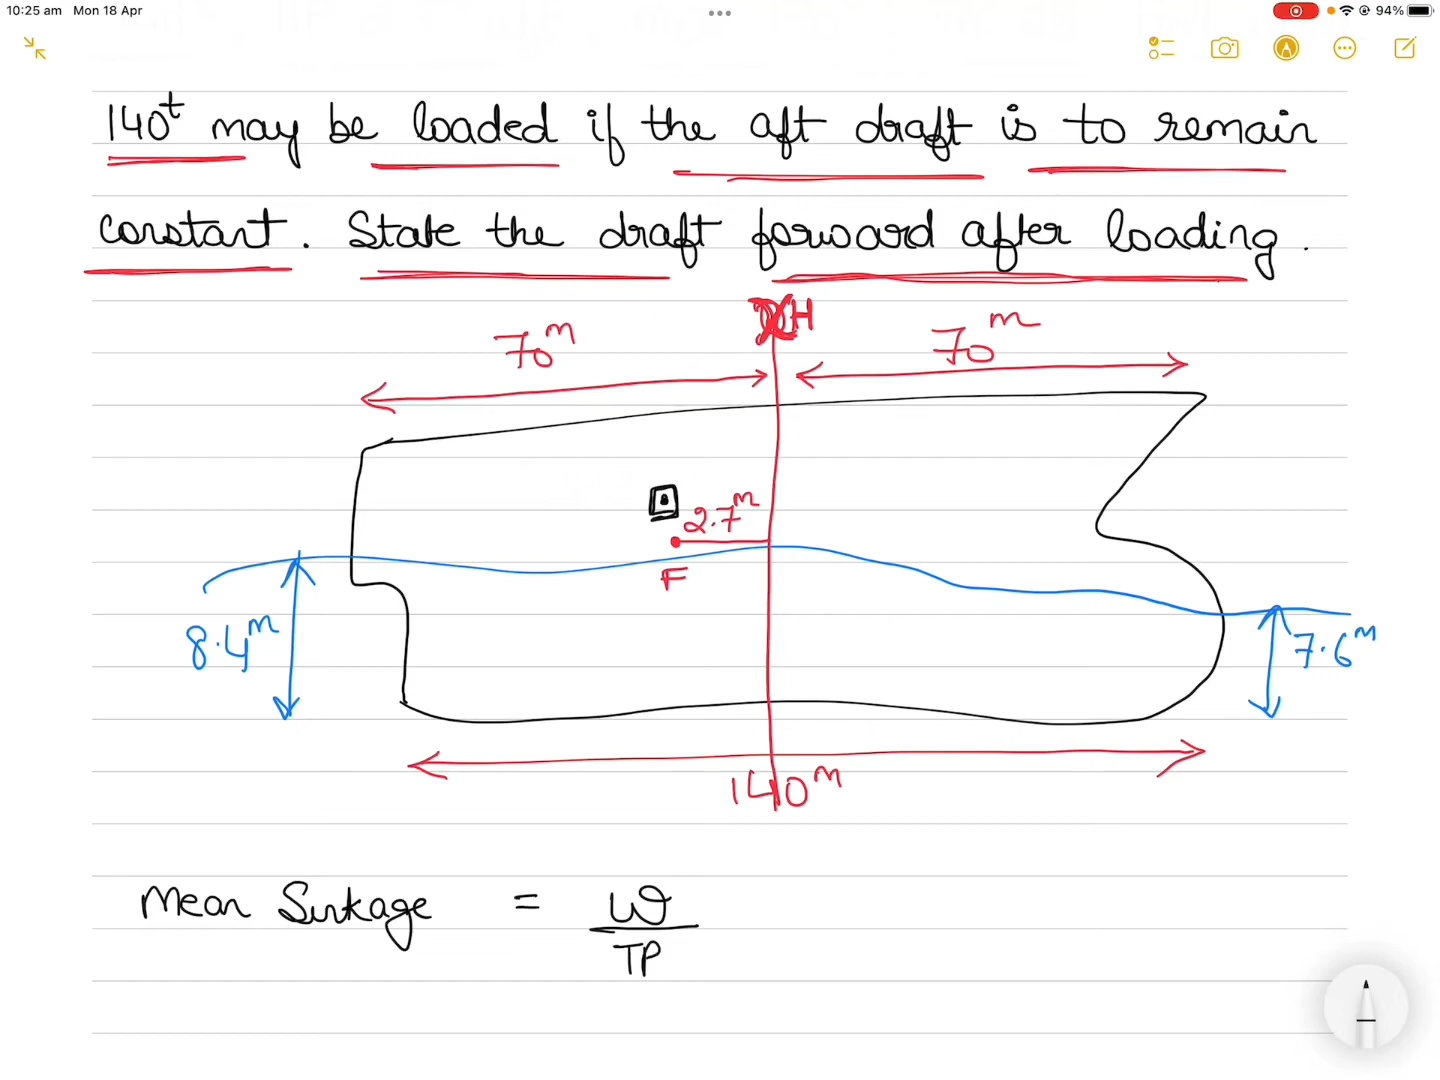 10:25 am Mon 18 Apr
94%
140t may be loaded if the aft draft is to remain
constant. State the draft forward after loading.
H
70m 70m
2.7m
F
8.4m 7.6m
140m
Mean Sinkage = w
TP